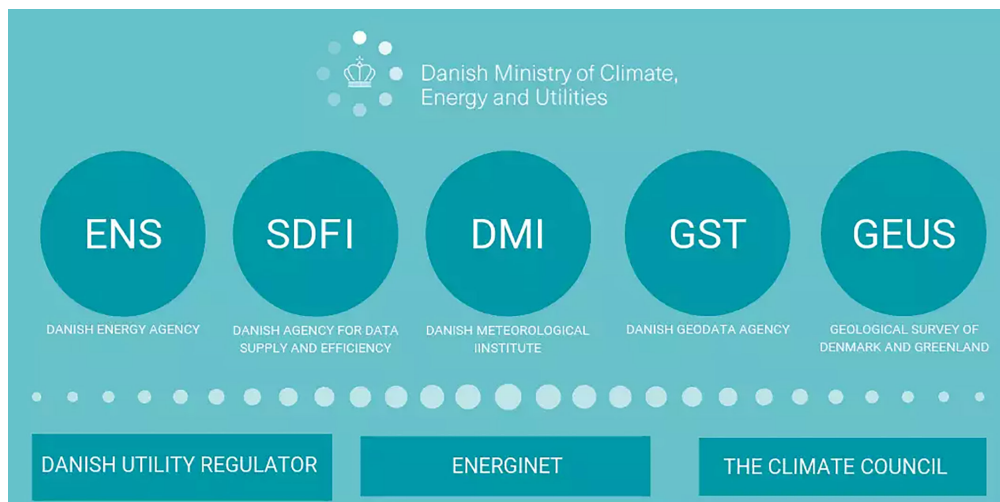 Danish Ministry of Climate,
Energy and Utilities
ENS
SDFI
DMI
GST
GEUS
DANISH ENERGY AGENCY
DANISH AGENCY FOR DATA
SUPPLY AND EFFICIENCY
DANISH METEOROLOGICAL
IINSTITUTE
DANISH GEODATA AGENCY
GEOLOGICAL SURVEY OF
DENMARK AND GREENLAND
DANISH UTILITY REGULATOR
ENERGINET
THE CLIMATE COUNCIL